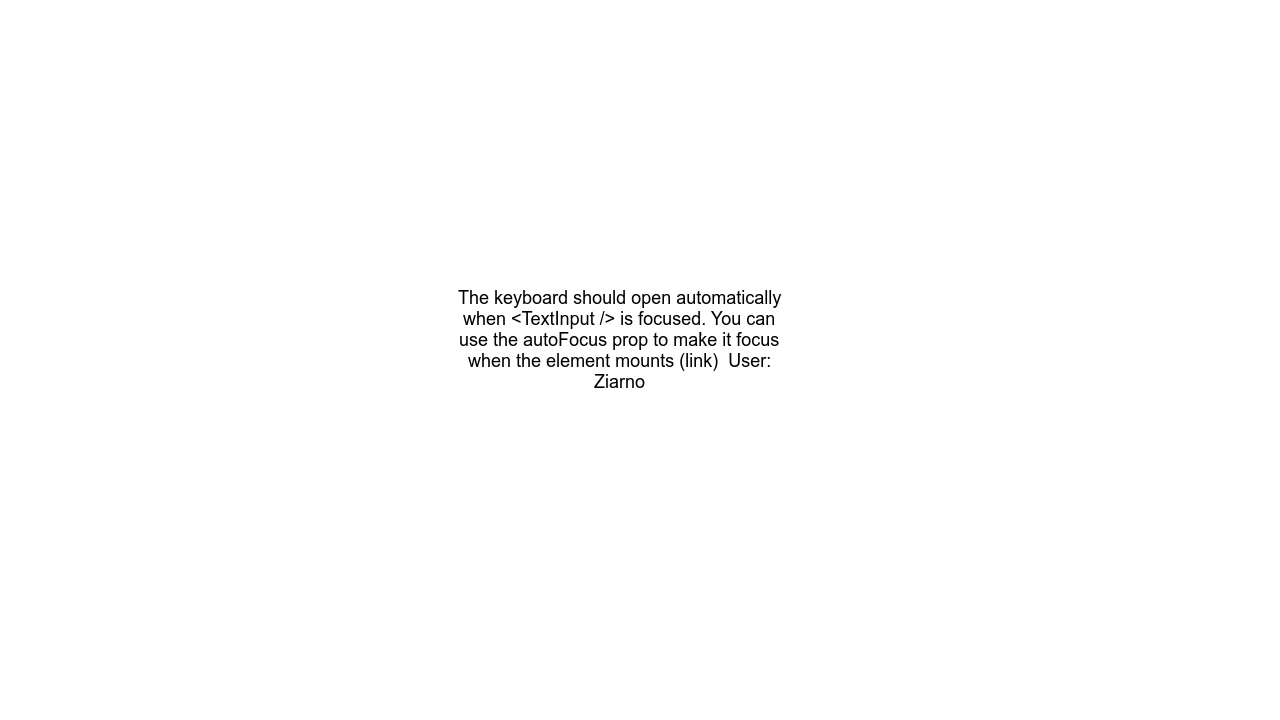 The keyboard should open automatically
when <TextInput /> is focused. You can
use the autoFocus prop to make it focus
when the element mounts (link)  User:
Ziarno